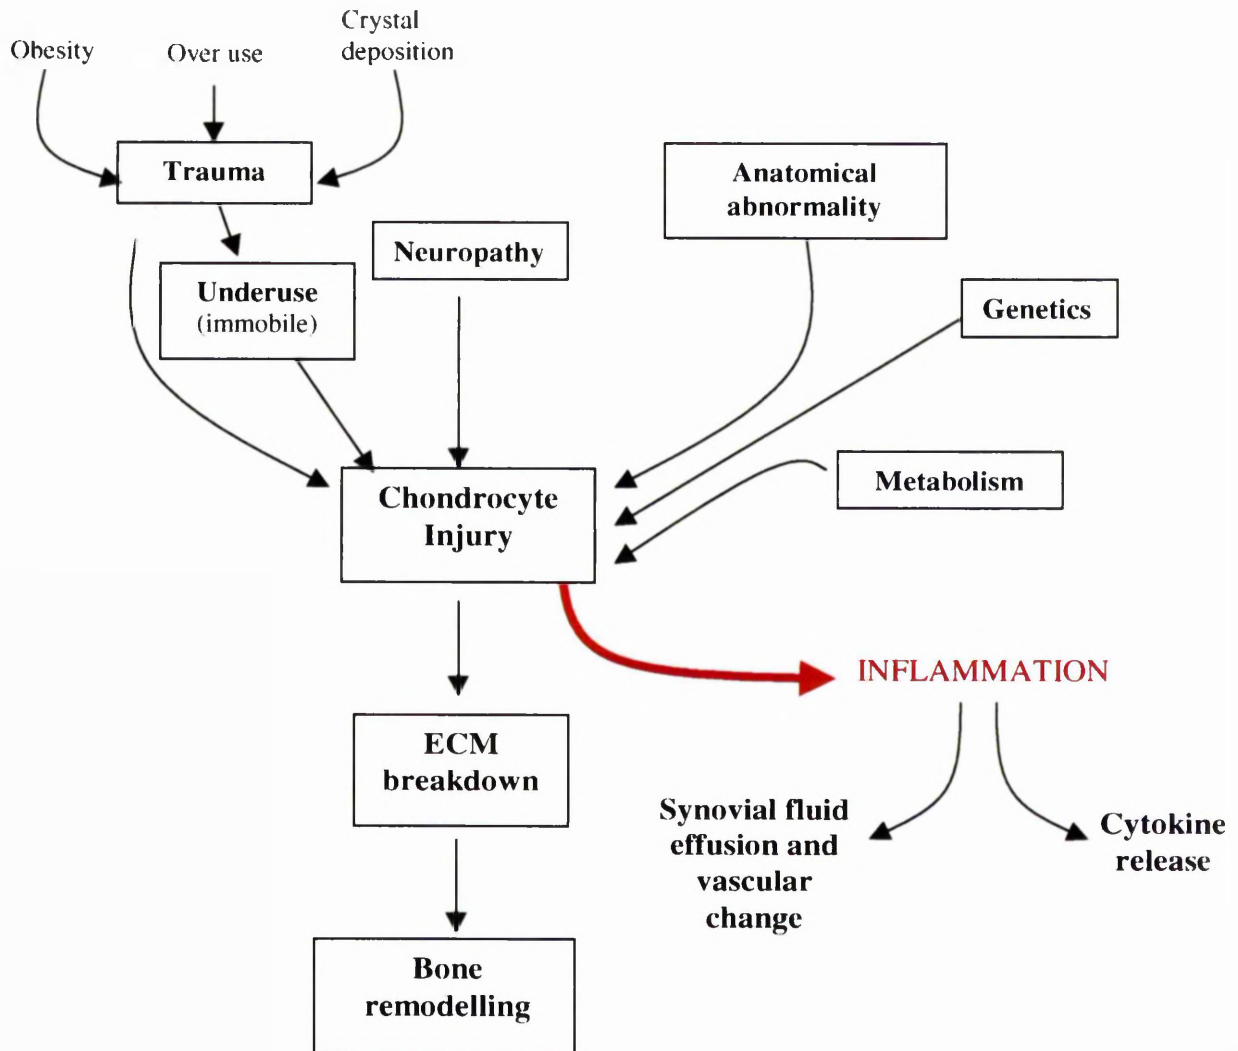 Obesity
Over use
Crystal
deposition
Trauma
Anatomical
abnormality
Neuropathy
Underuse
(immobile)
Genetics
Metabolism
Chondrocyte
Injury
INFLAMMATION
ECM
breakdown
Synovial fluid
effusion and
vascular
change
Cytokine
release
Bone
remodelling